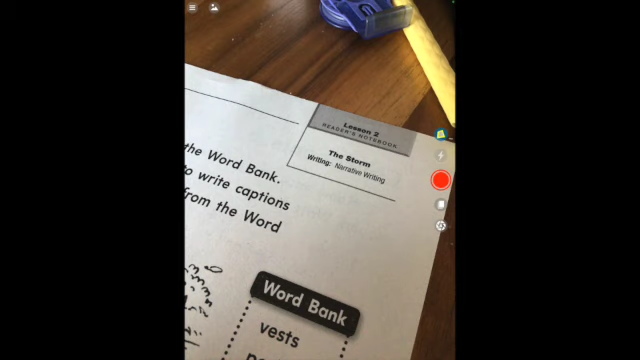 Lesson 2
READER'S NOTEBOOK
The Storm
Writing: Narrative Writing
the Word Bank.
to write captions
from the Word
Word Bank
vests